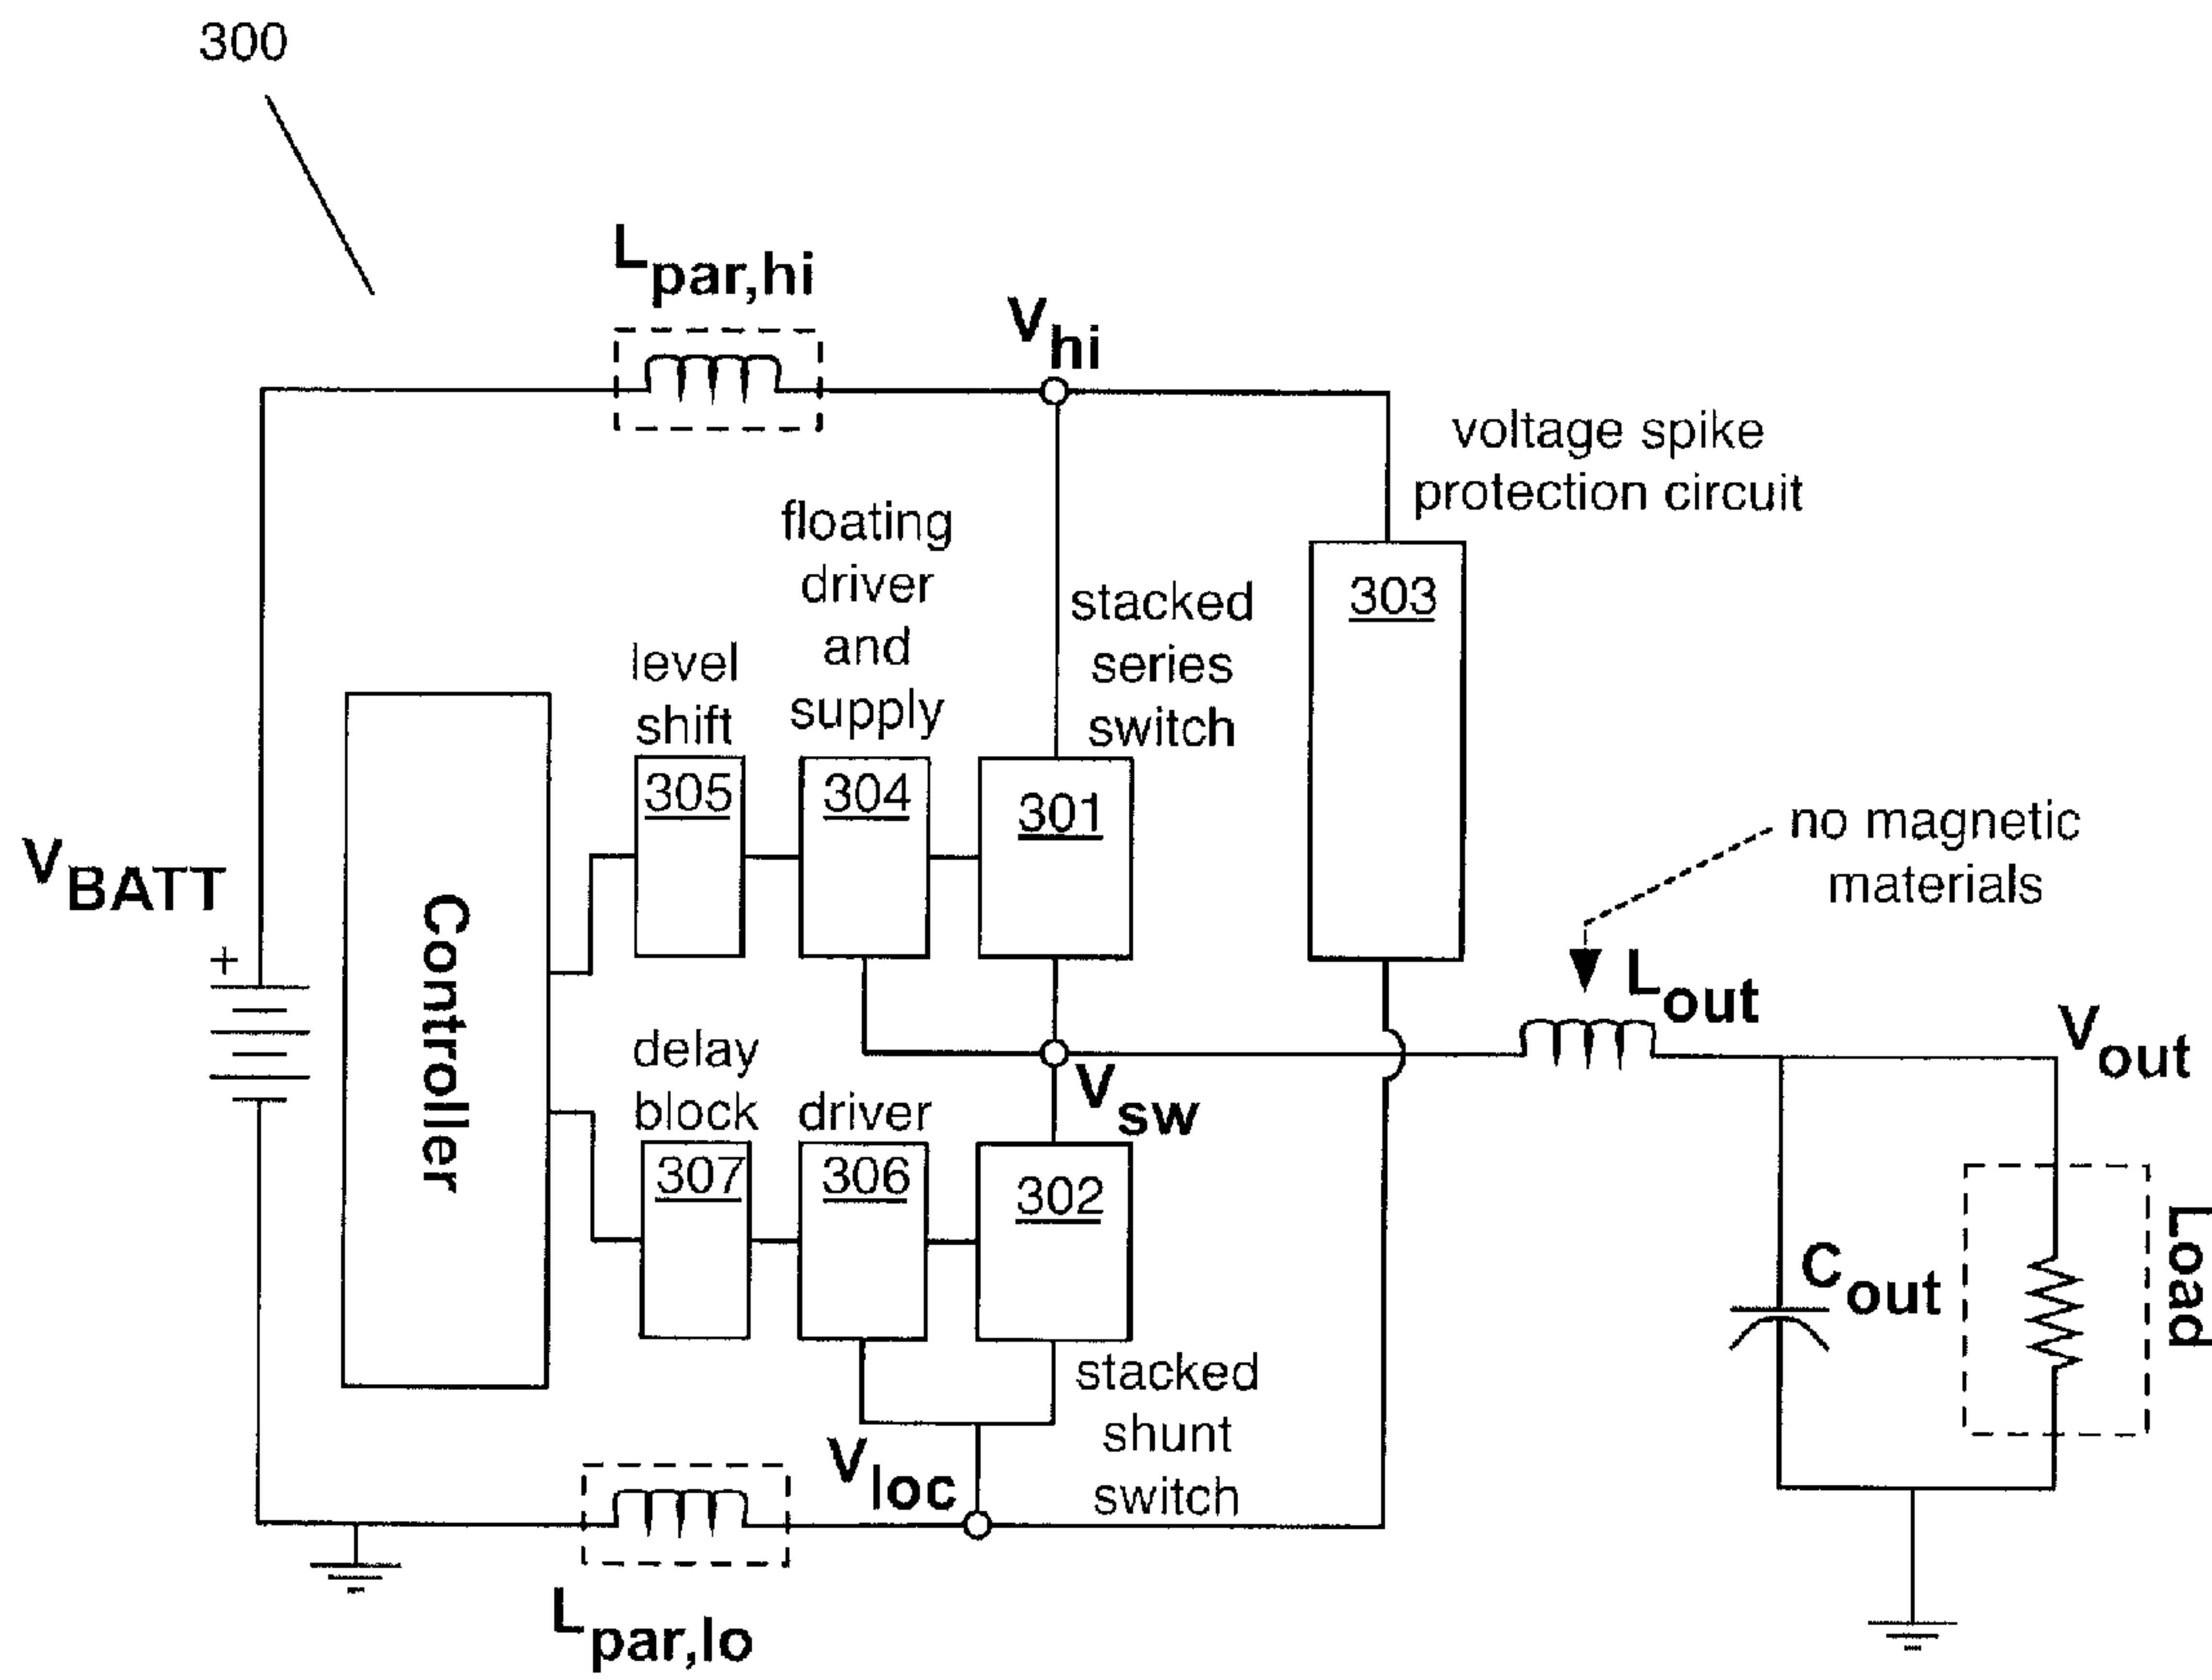 300
Lpar,hi
Vhi
voltage spike
protection circuit
303
floating
driver
and
supply
stacked
series
switch
level
shift
305
304
301
no magnetic
materials
VBATT
+
Controller
Lout
Vout
delay
block
driver
Vsw
307
306
302
Cout
Load
stacked
shunt
switch
Vloc
Lpar,lo